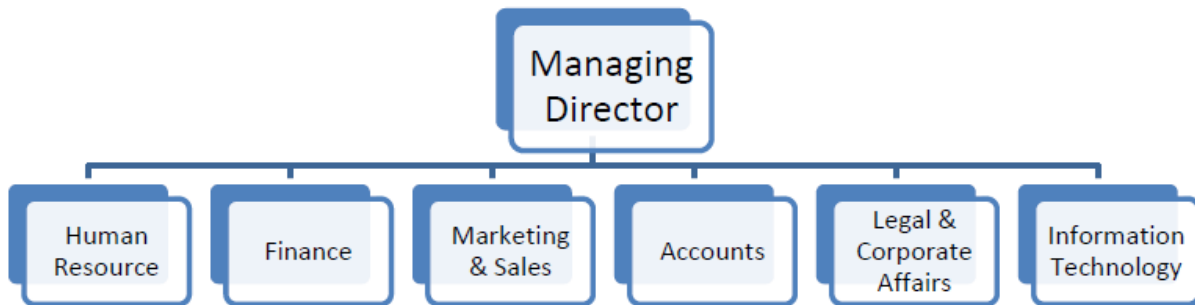 Managing
Director
Human
Resource
Finance
Marketing
& Sales
Accounts
Legal &
Corporate
Affairs
Information
Technology